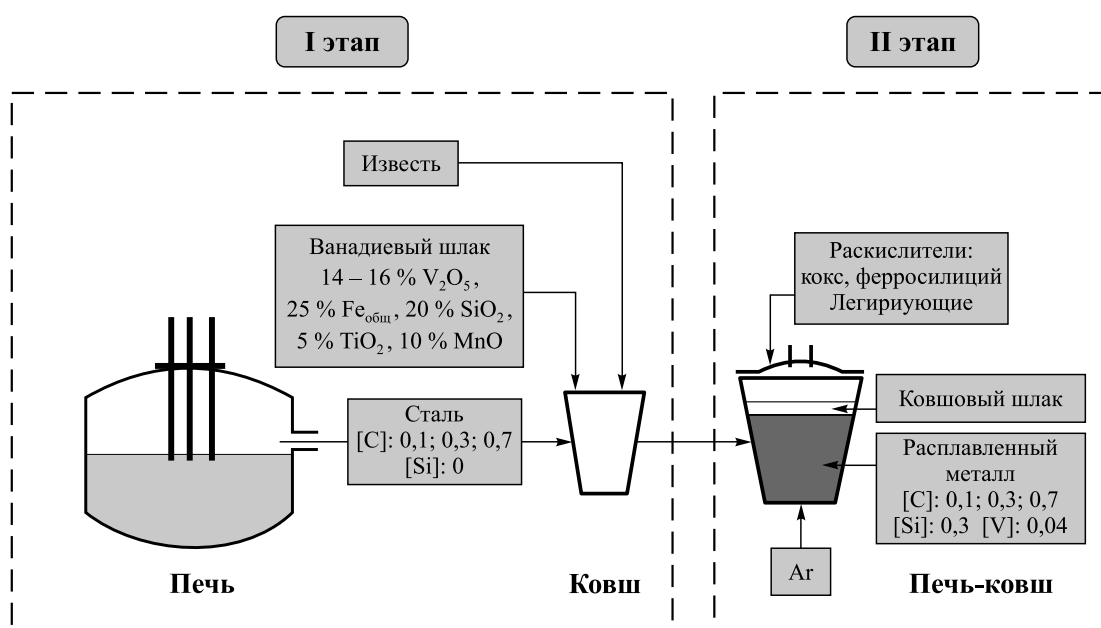 I этап
II этап
Известь
Ванадиевый шлак
14 – 16 % V₂O₅,
25 % Feобщ, 20 % SiO₂,
5 % TiO₂, 10 % MnO
Раскислители:
кокс, ферросилиций
Легириующие
Сталь
[C]: 0,1; 0,3; 0,7
[Si]: 0
Ковшовый шлак
Расплавленный
металл
[C]: 0,1; 0,3; 0,7
[Si]: 0,3 [V]: 0,04
Ar
Печь
Ковш
Печь-ковш